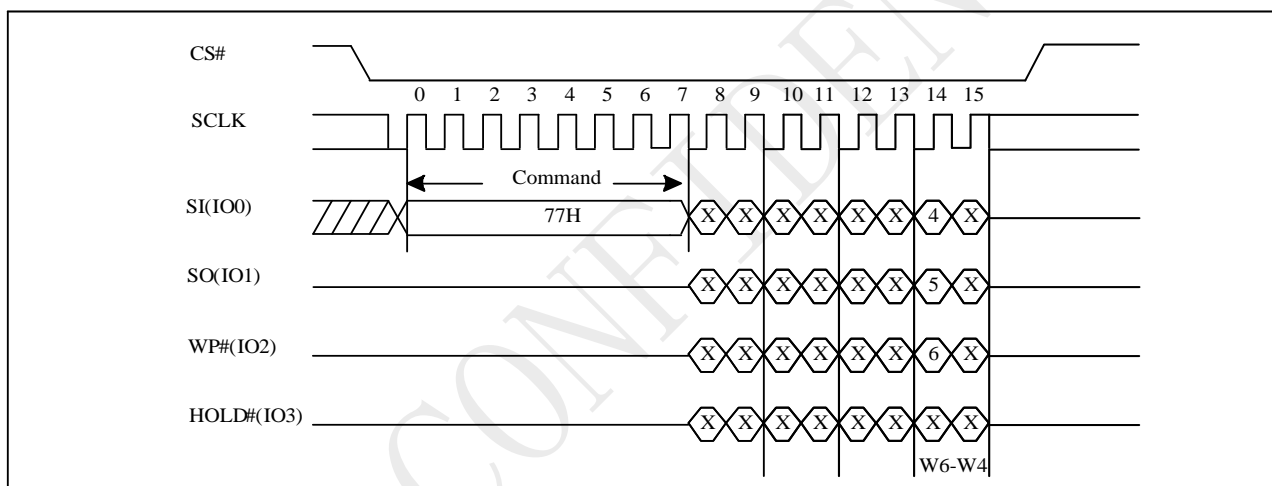 CS#
0 1 2 3 4 5 6 7 8 9 10 11 12 13 14 15
SCLK
Command
SI(IO0) 77H X X X X X X 4 X
SO(IO1) X X X X X X 5 X
WP#(IO2) X X X X X X 6 X
HOLD#(IO3) X X X X X X X X
W6-W4
CONFIDEN